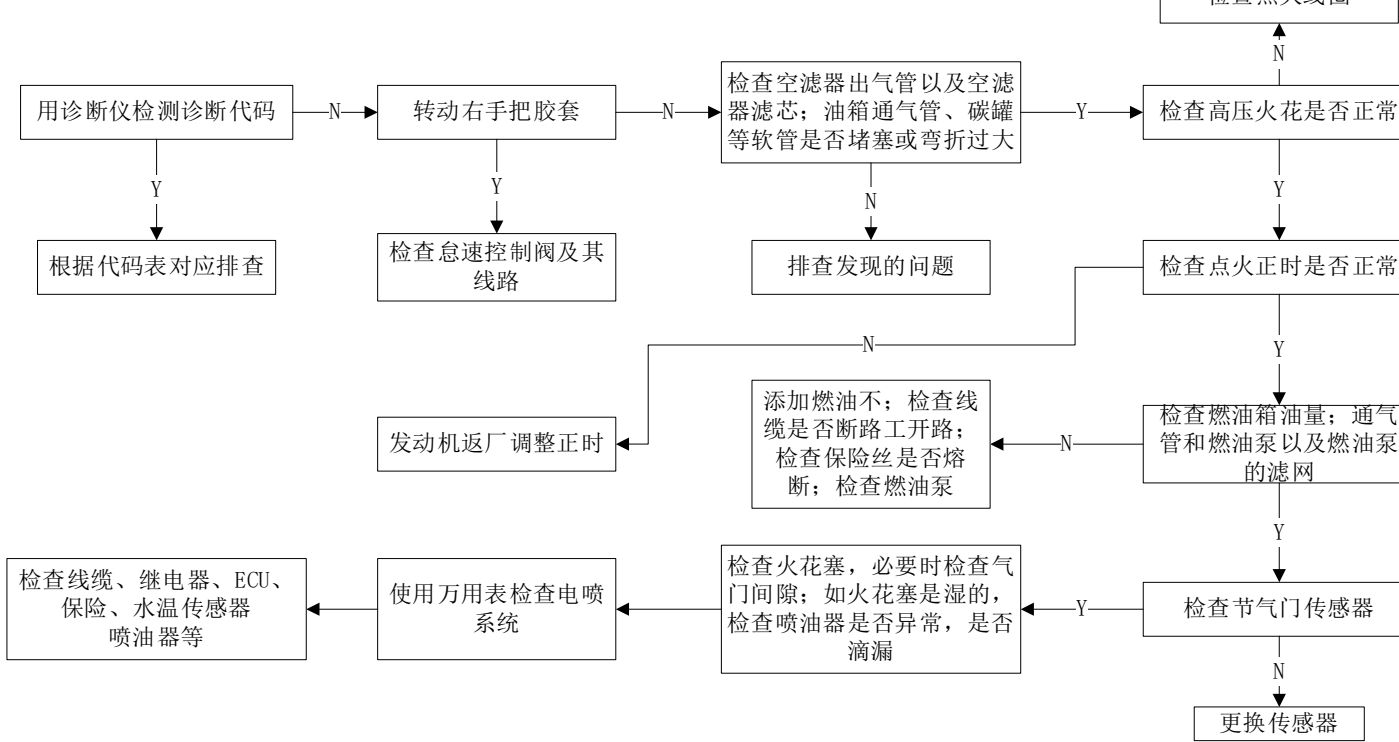 N
用诊断仪检测诊断代码
N
转动右手把胶套
N
检查空滤器出气管以及空滤
器滤芯；油箱通气管、碳罐
等软管是否堵塞或弯折过大
Y
检查高压火花是否正常
Y
Y
N
Y
根据代码表对应排查
检查怠速控制阀及其
线路
排查发现的问题
检查点火正时是否正常
N
Y
发动机返厂调整正时
添加燃油不；检查线
缆是否断路工开路；
检查保险丝是否熔
断；检查燃油泵
N
检查燃油箱油量；通气
管和燃油泵以及燃油泵
的滤网
Y
检查线缆、继电器、ECU、
保险、水温传感器
喷油器等
使用万用表检查电喷
系统
检查火花塞，必要时检查气
门间隙；如火花塞是湿的，
检查喷油器是否异常，是否
滴漏
Y
检查节气门传感器
N
更换传感器